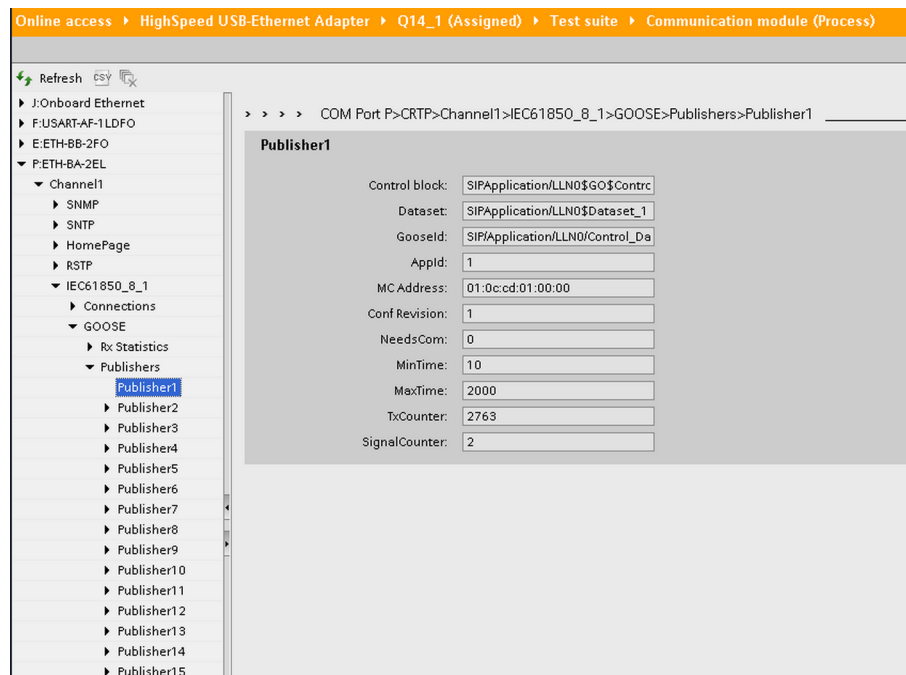 Online access HighSpeed USB-Ethernet Adapter Q14_1 (Assigned) Test suite Communication module (Process)
Refresh CSV
J:Onboard Ethernet
F:USART-AF-1LDFO
E:ETH-BB-2FO
P:ETH-BA-2EL
Channel1
SNMP
SNTP
HomePage
RSTP
IEC61850_8_1
Connections
GOOSE
Rx Statistics
Publishers
Publisher1
Publisher2
Publisher3
Publisher4
Publisher5
Publisher6
Publisher7
Publisher8
Publisher9
Publisher10
Publisher11
Publisher12
Publisher13
Publisher14
Publisher15
> > > > COM Port P>CRTP>Channel1>IEC61850_8_1>GOOSE>Publishers>Publisher1
Publisher1
Control block: SIPApplication/LLN0$GO$Contrc
Dataset: SIPApplication/LLN0$Dataset_1
GooseId: SIP/Application/LLN0/Control_Da
AppId: 1
MC Address: 01:0c:cd:01:00:00
Conf Revision: 1
NeedsCom: 0
MinTime: 10
MaxTime: 2000
TxCounter: 2763
SignalCounter: 2